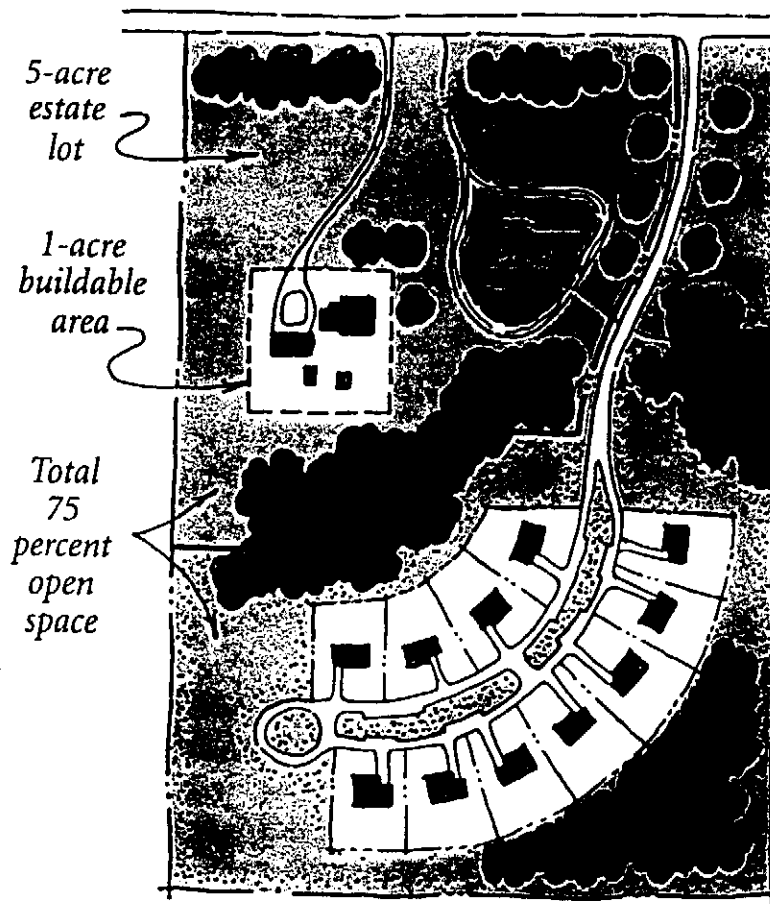 5-acre
estate
lot
1-acre
buildable
area
Total
75
percent
open
space